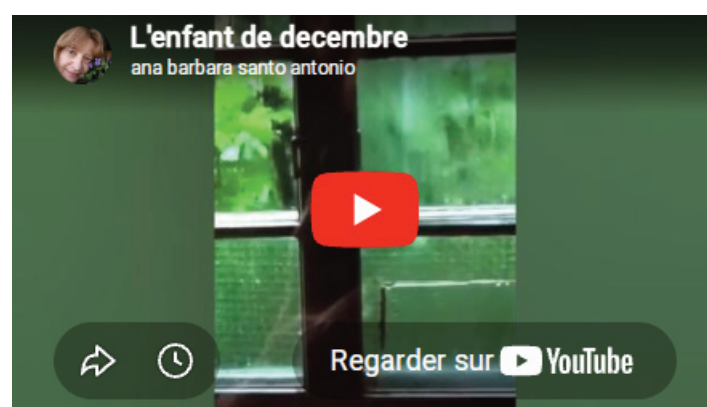 L'enfant de decembre
ana barbara santo antonio
Regarder sur YouTube